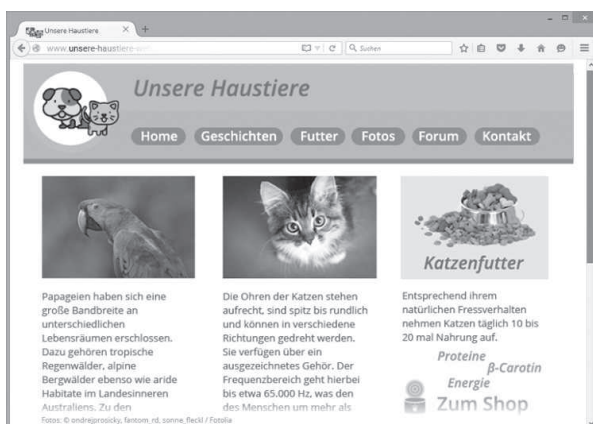 Unsere Haustiere
www.unsere-haustiere-
Suchen
Unsere Haustiere
Home Geschichten Futter Fotos Forum Kontakt
Papageien haben sich eine
große Bandbreite an
unterschiedlichen
Lebensräumen erschlossen.
Dazu gehören tropische
Regenwälder, alpine
Bergwälder ebenso wie aride
Habitate im Landesinneren
Australiens. Zu den
Die Ohren der Katzen stehen
aufrecht, sind spitz bis rundlich
und können in verschiedene
Richtungen gedreht werden.
Sie verfügen über ein
ausgezeichnetes Gehör. Der
Frequenzbereich geht hierbei
bis etwa 65.000 Hz, was den
des Menschen um mehr als
Katzenfutter
Entsprechend ihrem
natürlichen Fressverhalten
nehmen Katzen täglich 10 bis
20 mal Nahrung auf.
Proteine
β-Carotin
Energie
Zum Shop
Fotos: © ondrejprosicky, fantom_rd, sonne_fleckl / Fotolia